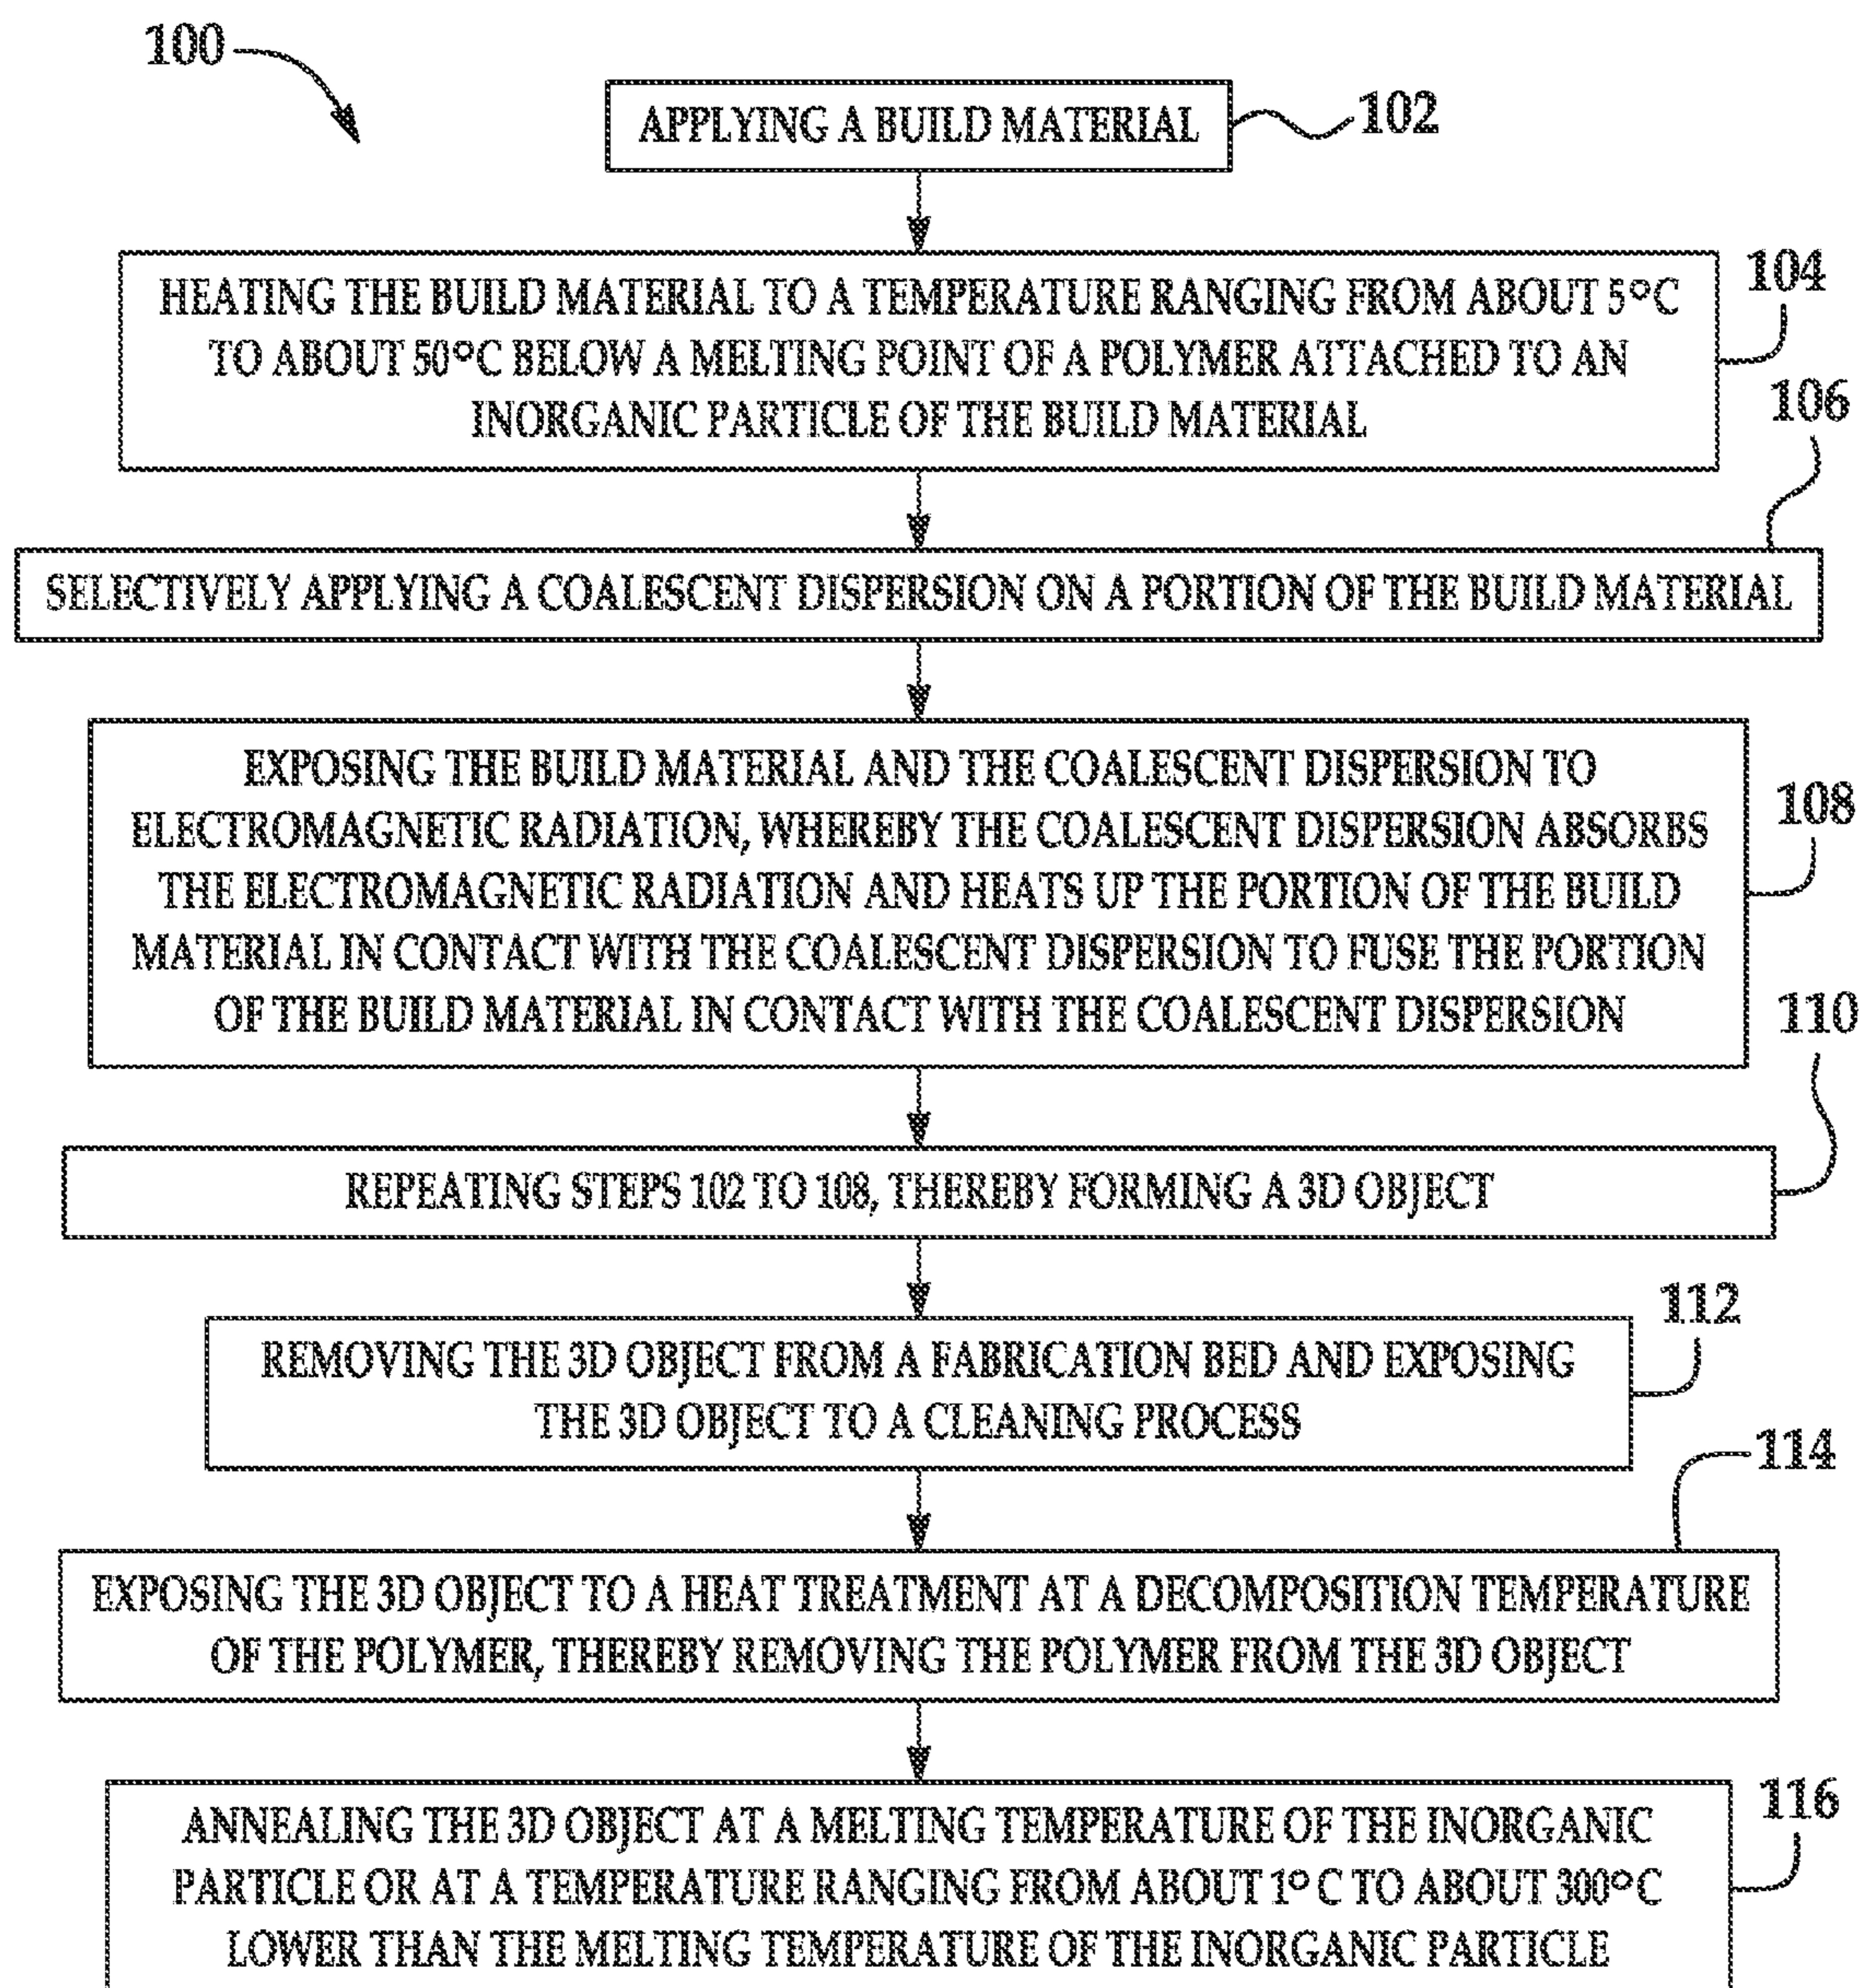 100
APPLYING A BUILD MATERIAL
102
HEATING THE BUILD MATERIAL TO A TEMPERATURE RANGING FROM ABOUT 5°C
TO ABOUT 50°C BELOW A MELTING POINT OF A POLYMER ATTACHED TO AN
INORGANIC PARTICLE OF THE BUILD MATERIAL
104
SELECTIVELY APPLYING A COALESCENT DISPERSION ON A PORTION OF THE BUILD MATERIAL
106
EXPOSING THE BUILD MATERIAL AND THE COALESCENT DISPERSION TO
ELECTROMAGNETIC RADIATION, WHEREBY THE COALESCENT DISPERSION ABSORBS
THE ELECTROMAGNETIC RADIATION AND HEATS UP THE PORTION OF THE BUILD
MATERIAL IN CONTACT WITH THE COALESCENT DISPERSION TO FUSE THE PORTION
OF THE BUILD MATERIAL IN CONTACT WITH THE COALESCENT DISPERSION
108
REPEATING STEPS 102 TO 108, THEREBY FORMING A 3D OBJECT
110
REMOVING THE 3D OBJECT FROM A FABRICATION BED AND EXPOSING
THE 3D OBJECT TO A CLEANING PROCESS
112
EXPOSING THE 3D OBJECT TO A HEAT TREATMENT AT A DECOMPOSITION TEMPERATURE
OF THE POLYMER, THEREBY REMOVING THE POLYMER FROM THE 3D OBJECT
114
ANNEALING THE 3D OBJECT AT A MELTING TEMPERATURE OF THE INORGANIC
PARTICLE OR AT A TEMPERATURE RANGING FROM ABOUT 1° C TO ABOUT 300°C
LOWER THAN THE MELTING TEMPERATURE OF THE INORGANIC PARTICLE
116